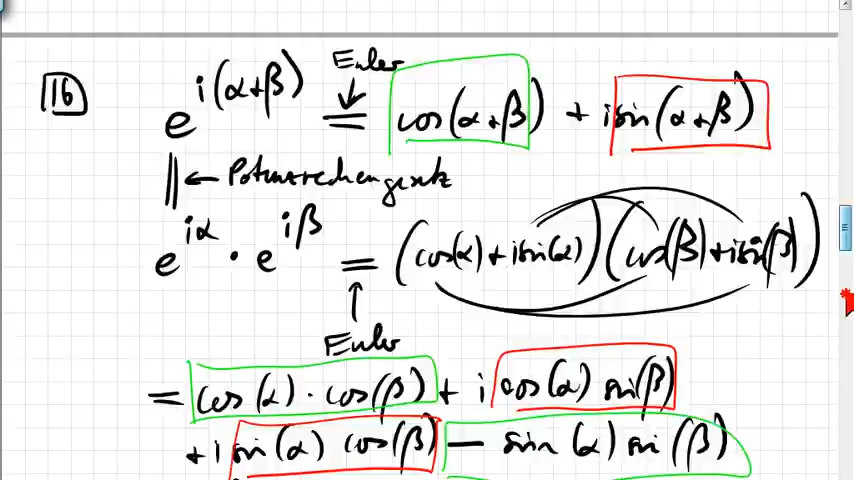 16
Euler
e^{i(α+β)} = cos(α+β) + i sin(α+β)
|| ← Potenzrechengesetz
e^{iα} · e^{iβ} = (cos(α) + i sin(α)) (cos(β) + i sin(β))
↑
Euler
= cos(α) · cos(β) + i cos(α) sin(β)
+ i sin(α) cos(β) − sin(α) sin(β)